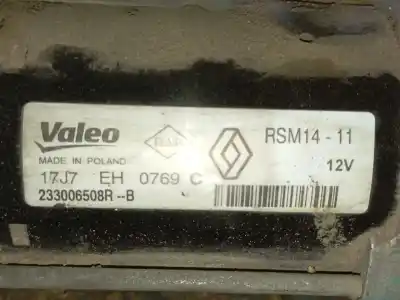 Valeo
RSM14 - 11
MADE IN POLAND
12V
17J7 EH 0769 C
233006508R--B